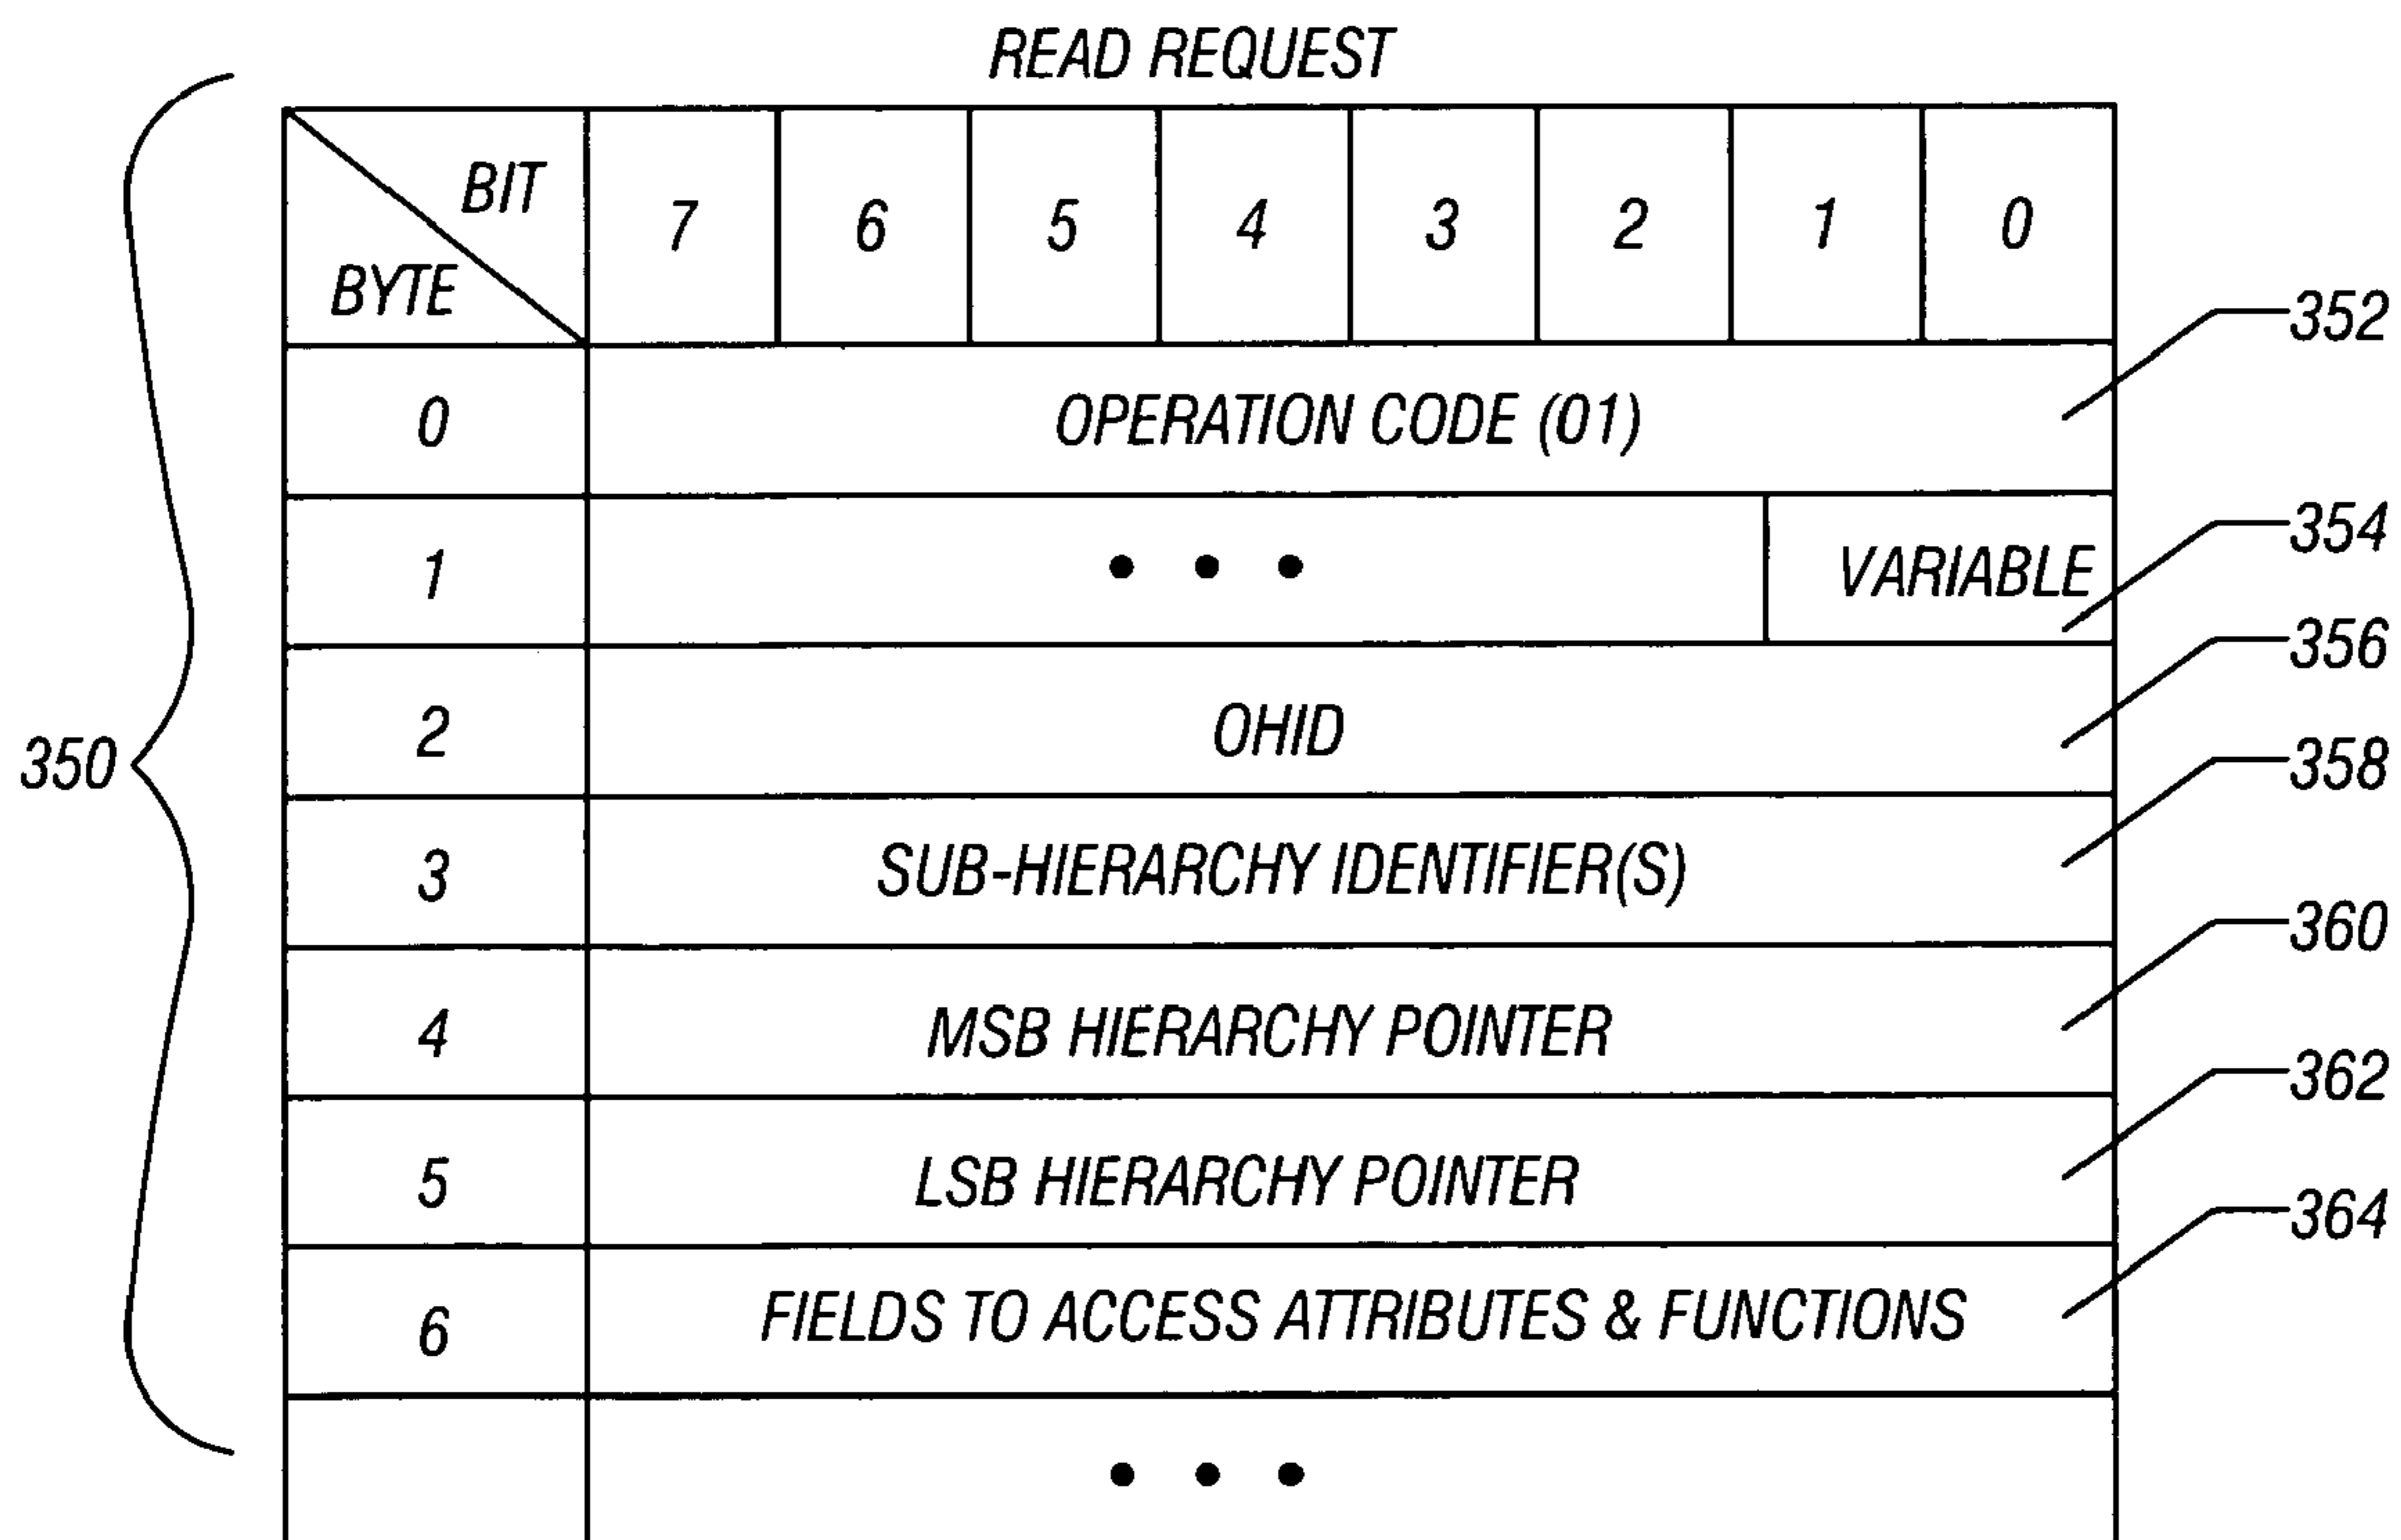 READ REQUEST
BIT
BYTE
7 6 5 4 3 2 1 0
352
0 OPERATION CODE (01)
354
1 • • • VARIABLE
356
2 OHID
350
358
3 SUB-HIERARCHY IDENTIFIER(S)
360
4 MSB HIERARCHY POINTER
362
5 LSB HIERARCHY POINTER
364
6 FIELDS TO ACCESS ATTRIBUTES & FUNCTIONS
• • •